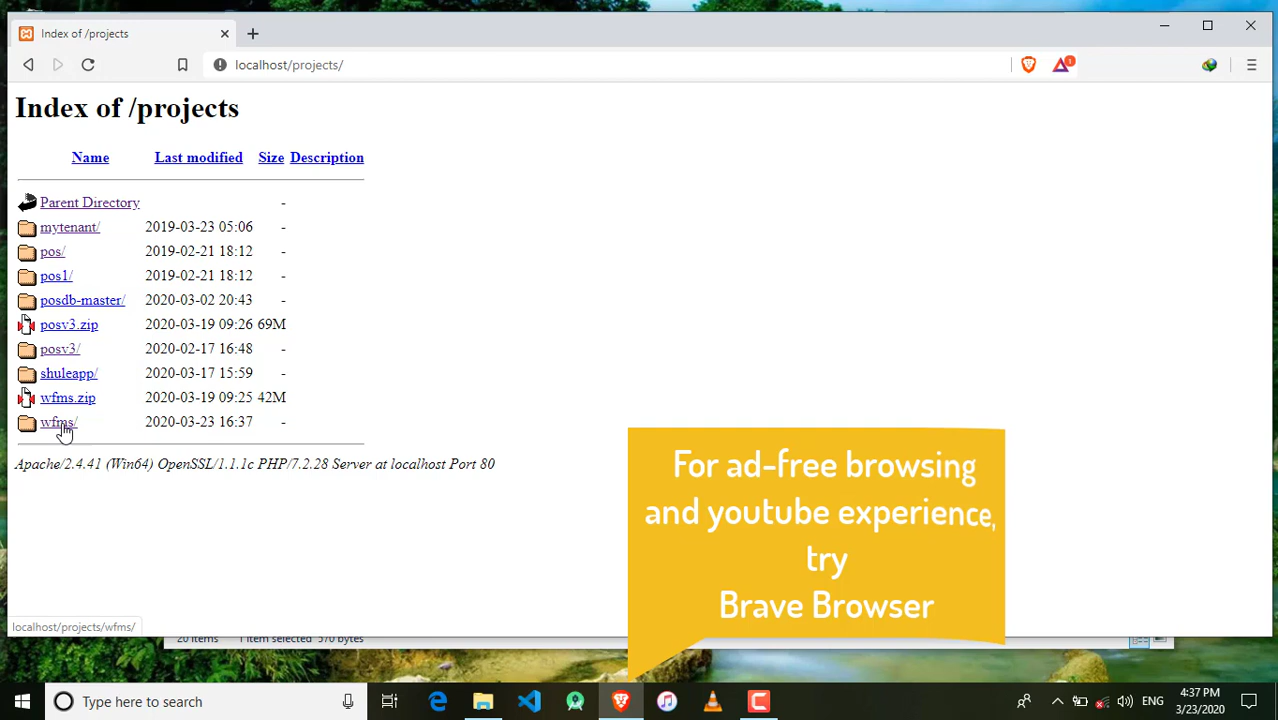 Index of /projects
localhost/projects/
1
Index of /projects
Name Last modified Size Description
Parent Directory -
mytenant/ 2019-03-23 05:06 -
pos/ 2019-02-21 18:12 -
pos1/ 2019-02-21 18:12 -
posdb-master/ 2020-03-02 20:43 -
posv3.zip 2020-03-19 09:26 69M
posv3/ 2020-02-17 16:48 -
shuleapp/ 2020-03-17 15:59 -
wfms.zip 2020-03-19 09:25 42M
wfms/ 2020-03-23 16:37 -
Apache/2.4.41 (Win64) OpenSSL/1.1.1c PHP/7.2.28 Server at localhost Port 80
For ad-free browsing
and youtube experience,
try
Brave Browser
localhost/projects/wfms/
20 items 1 item selected 570 bytes
Type here to search
ENG
4:37 PM
3/23/2020